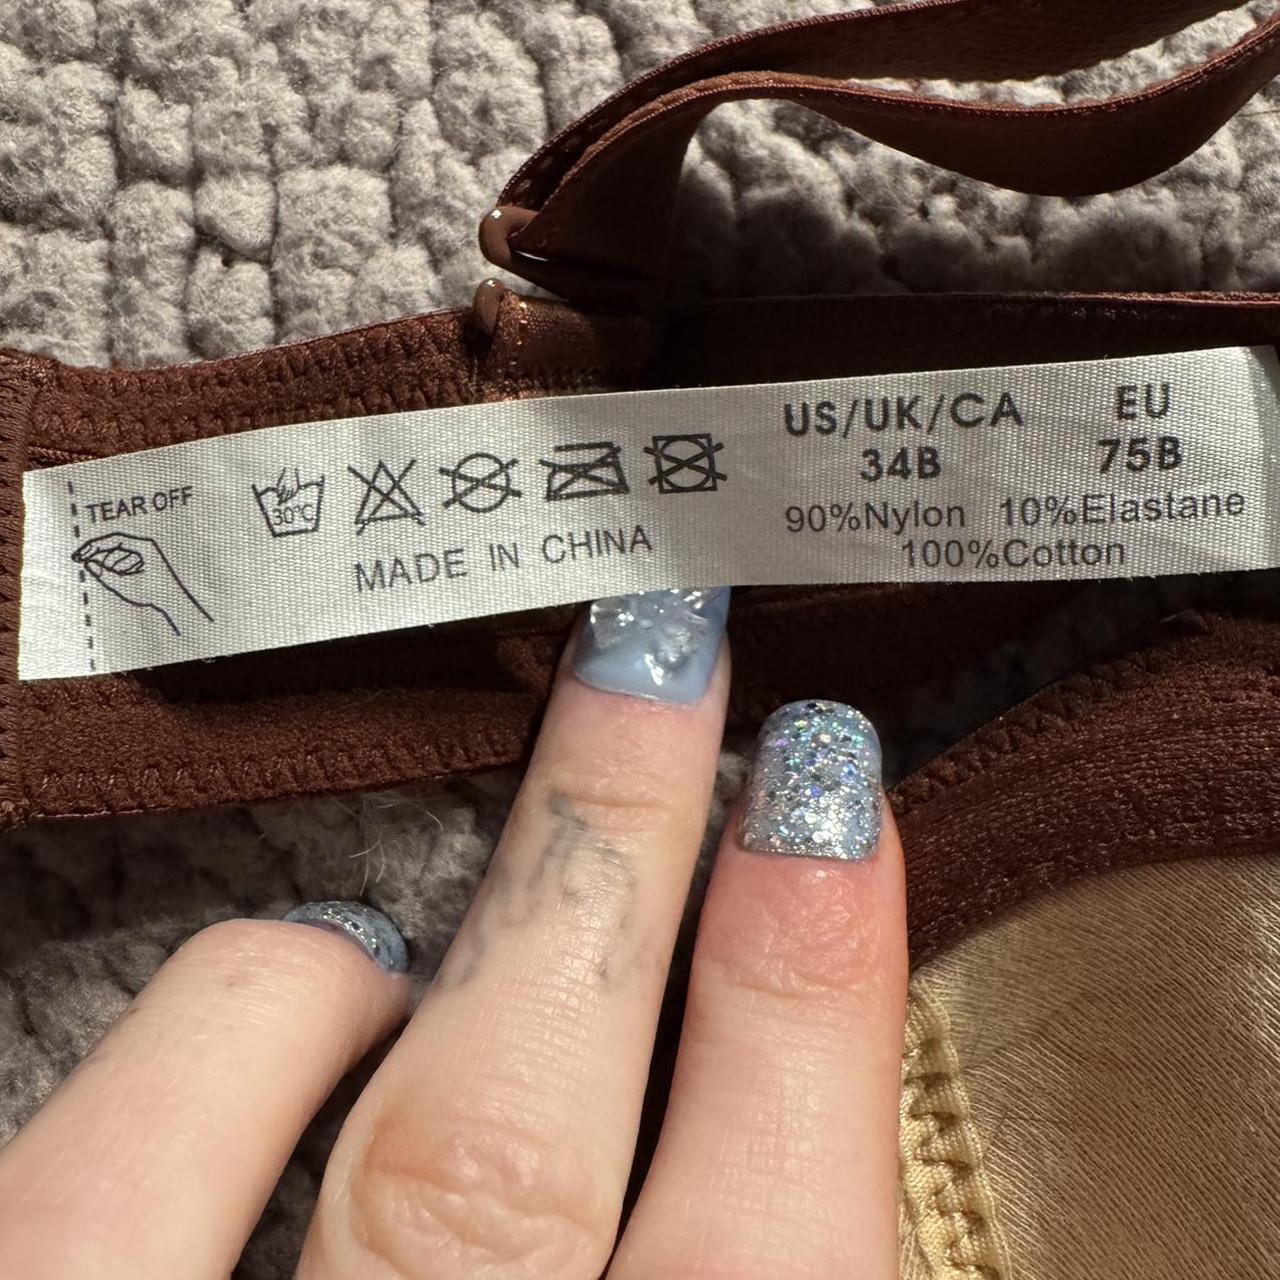 TEAR OFF
30°C
MADE IN CHINA
US/UK/CA EU
34B 75B
90%Nylon 10%Elastane
100%Cotton